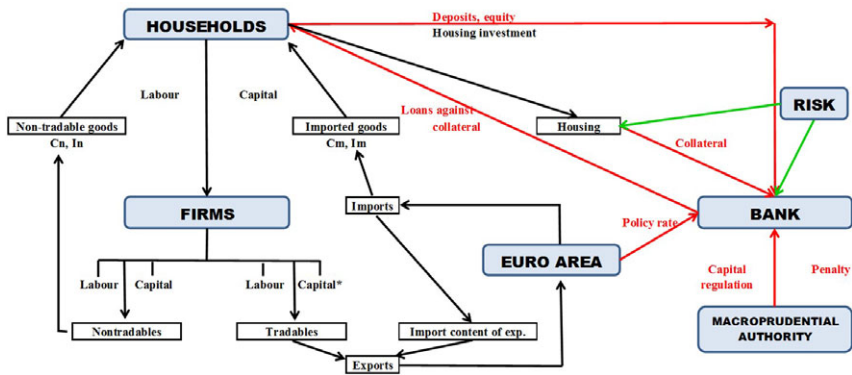 HOUSEHOLDS
Deposits, equity
Housing investment
Labour
Capital
Loans against
collateral
RISK
Non-tradable goods
Cn, In
Imported goods
Cm, Im
Housing
Collateral
FIRMS
Imports
BANK
Policy rate
EURO AREA
Capital
regulation
Penalty
Labour
Capital
Labour
Capital*
Nontradables
Tradables
Import content of exp.
MACROPRUDENTIAL
AUTHORITY
Exports